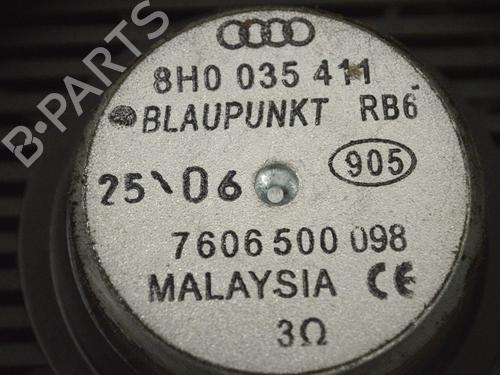 8H0 035 411
BLAUPUNKT RB6
25\06 905
7606 500 098
MALAYSIA CE
3Ω
B-PARTS